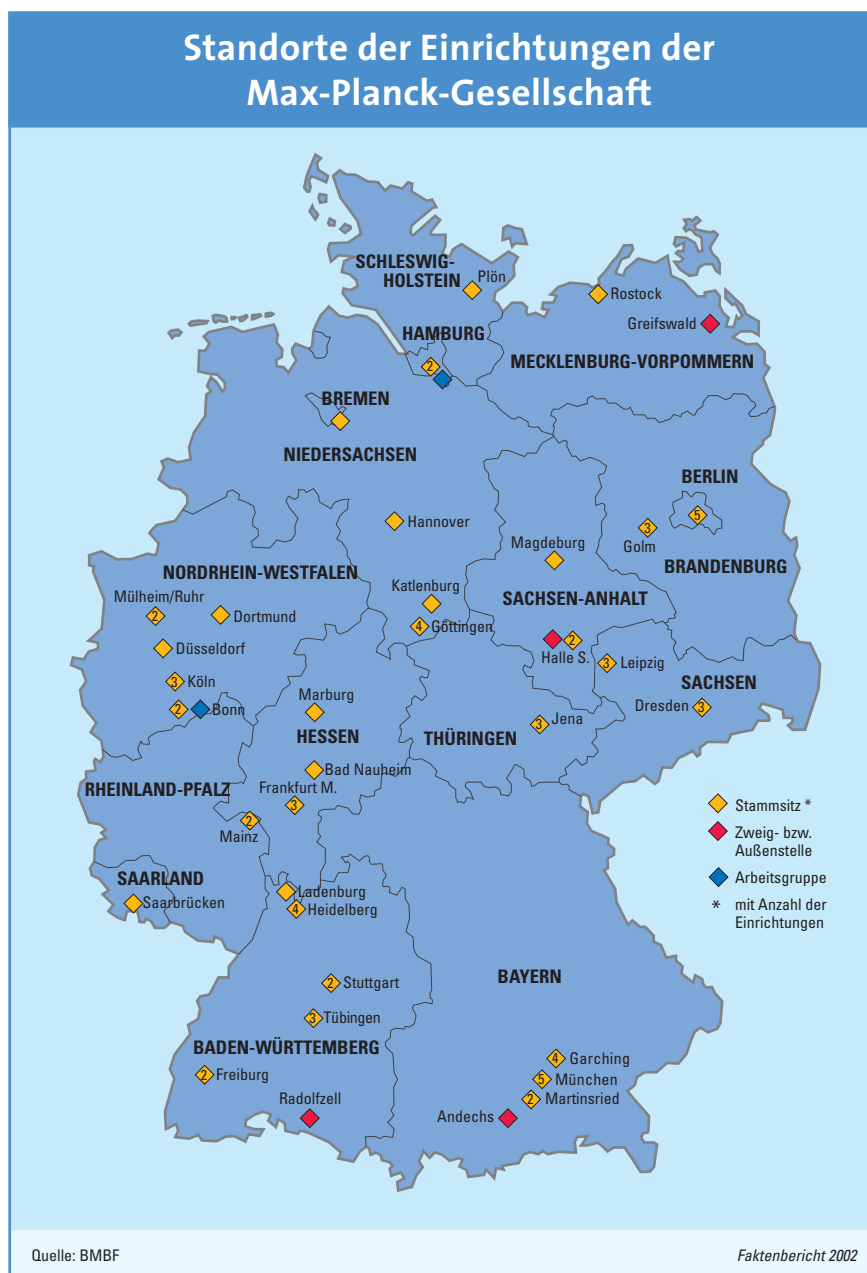 Standorte der Einrichtungen der
Max-Planck-Gesellschaft
SCHLESWIG-
HOLSTEIN
Plön
Rostock
Greifswald
HAMBURG
2
MECKLENBURG-VORPOMMERN
BREMEN
NIEDERSACHSEN
BERLIN
5
Hannover
3
Golm
Magdeburg
BRANDENBURG
NORDRHEIN-WESTFALEN
Mülheim/Ruhr
2
Dortmund
Katlenburg
SACHSEN-ANHALT
4
Göttingen
Düsseldorf
2
Halle S.
3
Leipzig
3
Köln
SACHSEN
2
Bonn
Marburg
Dresden
3
HESSEN
THÜRINGEN
3
Jena
Bad Nauheim
RHEINLAND-PFALZ
Frankfurt M.
3
2
Mainz
Stammsitz *
Zweig- bzw.
Außenstelle
Arbeitsgruppe
* mit Anzahl der
Einrichtungen
SAARLAND
Saarbrücken
Ladenburg
4
Heidelberg
BAYERN
2
Stuttgart
3
Tübingen
BADEN-WÜRTTEMBERG
2
Freiburg
Radolfzell
4
Garching
5
München
2
Martinsried
Andechs
Quelle: BMBF
Faktenbericht 2002